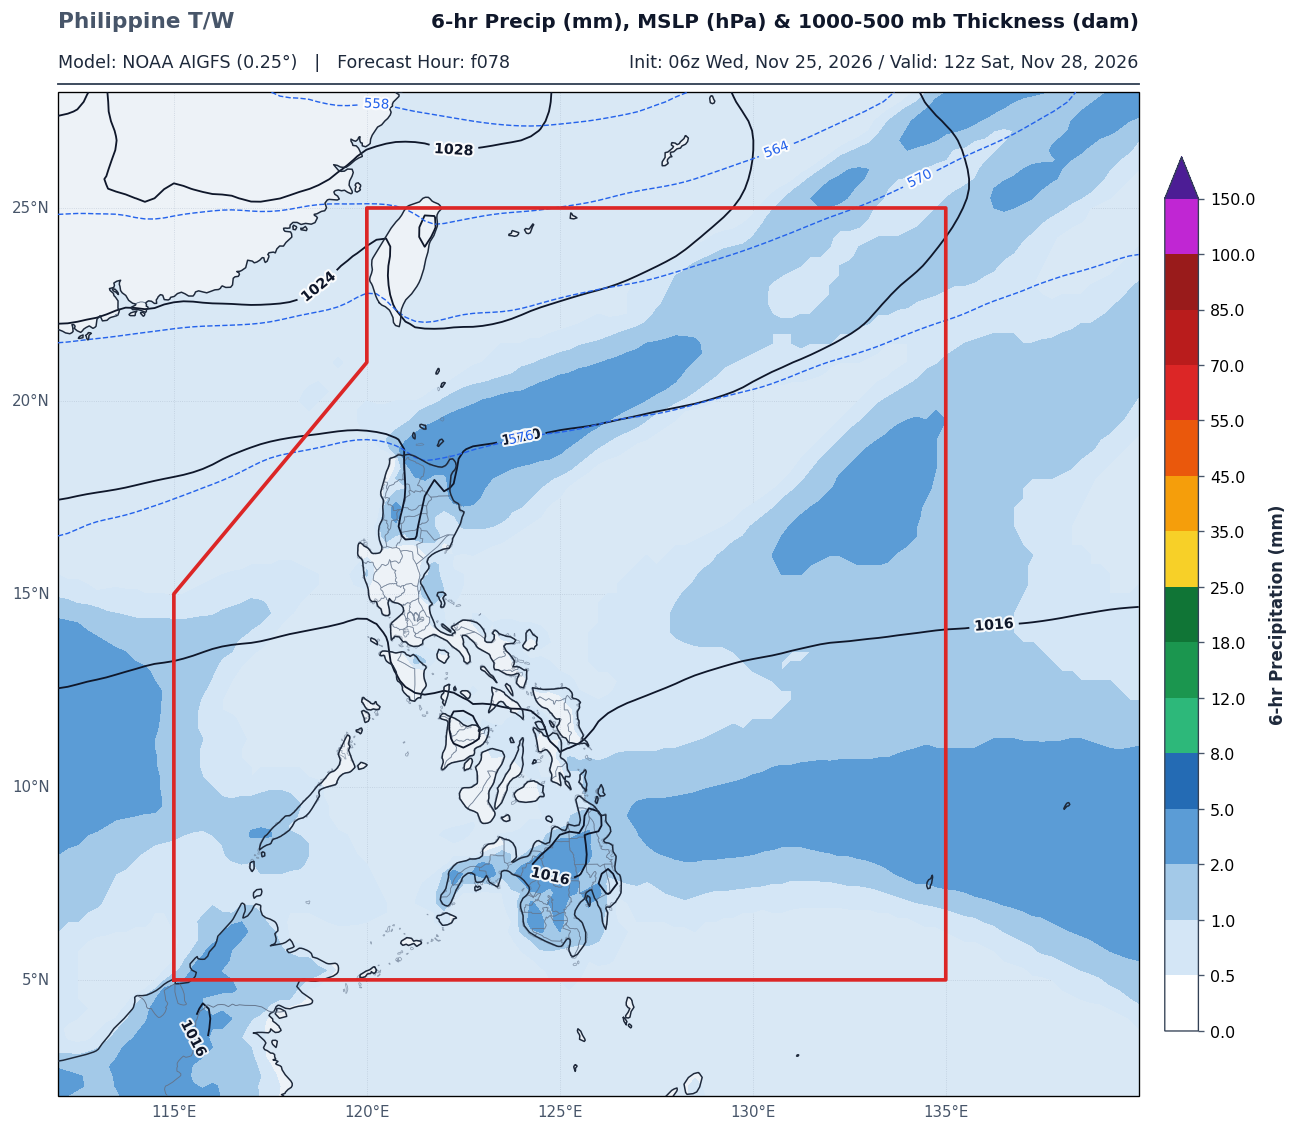 Philippine T/W
6-hr Precip (mm), MSLP (hPa) & 1000-500 mb Thickness (dam)
Model: NOAA AIGFS (0.25°) | Forecast Hour: f078
Init: 06z Wed, Nov 25, 2026 / Valid: 12z Sat, Nov 28, 2026
558
1028
564
570
1024
576
1016
1016
1016
25°N
20°N
15°N
10°N
5°N
115°E
120°E
125°E
130°E
135°E
150.0
100.0
85.0
70.0
55.0
45.0
35.0
25.0
18.0
12.0
8.0
5.0
2.0
1.0
0.5
0.0
6-hr Precipitation (mm)